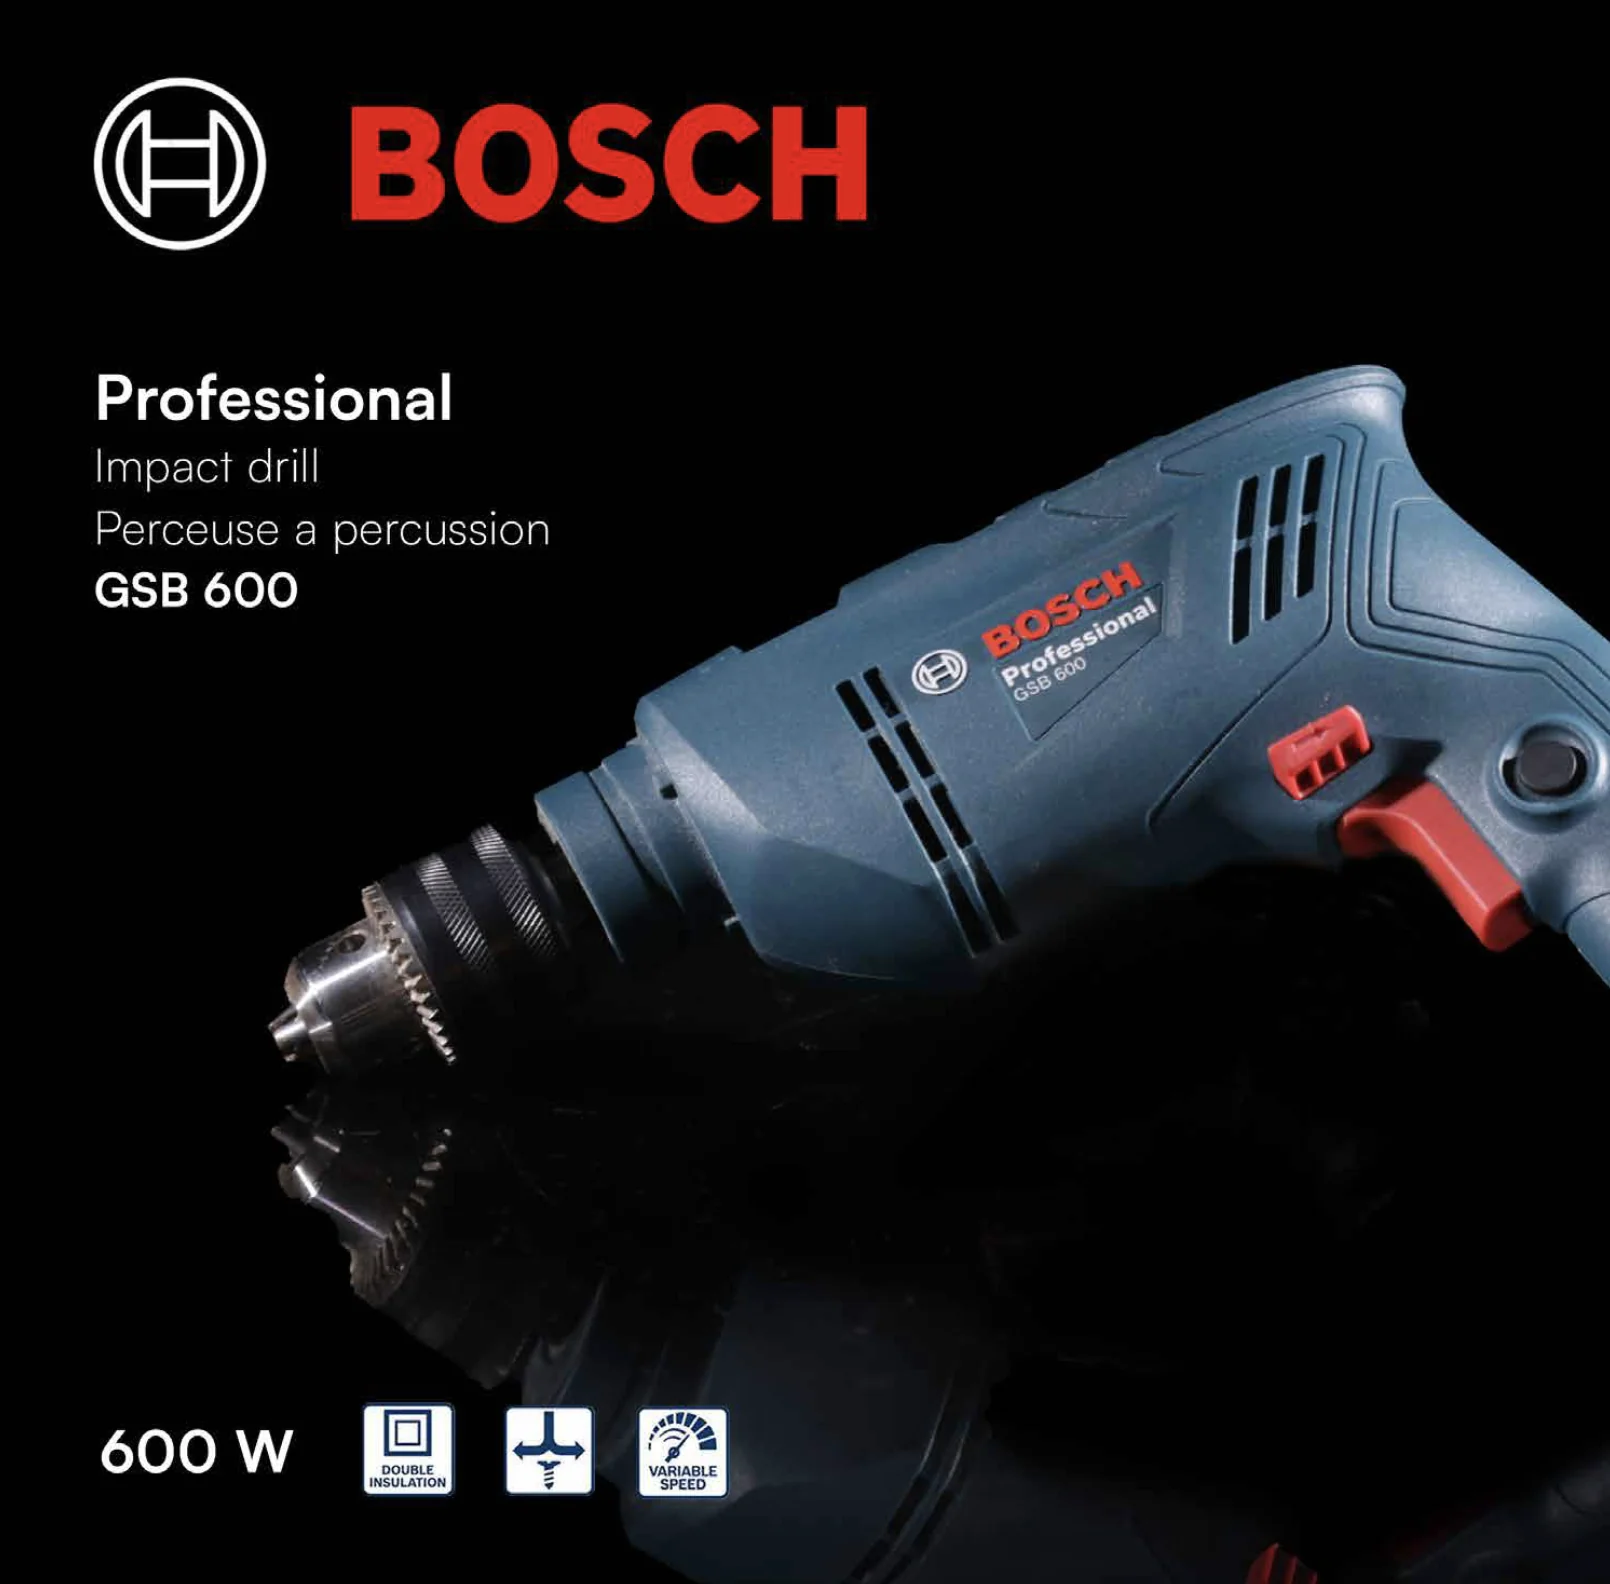 BOSCH
Professional
Impact drill
Perceuse a percussion
GSB 600
BOSCH
Professional
GSB 600
600 W
DOUBLE
INSULATION
VARIABLE
SPEED